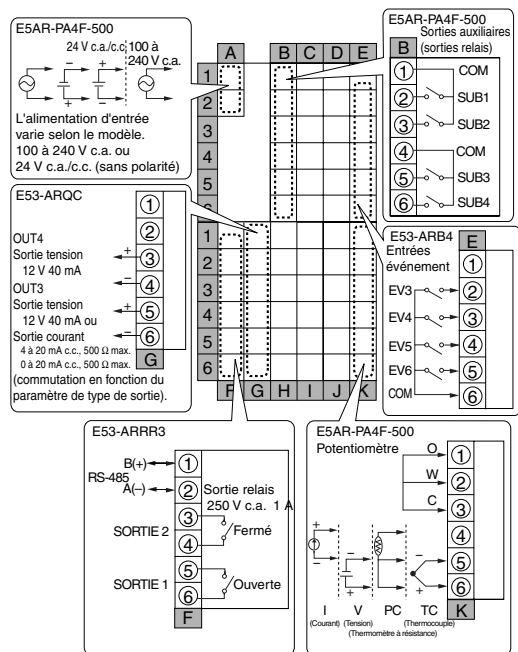 E5AR-PA4F-500
24 V c.a./c.c. 100 à
240 V c.a.
− + + −
L'alimentation d'entrée
varie selon le modèle.
100 à 240 V c.a. ou
24 V c.a./c.c. (sans polarité)
A B C D E
1
2
3
4
5
6
1
2
3
4
5
6
F G H I J K
E5AR-PA4F-500
Sorties auxiliaires
(sorties relais)
B
1 COM
2 SUB1
3 SUB2
4 COM
5 SUB3
6 SUB4
E53-ARQC
1
2
OUT4
Sortie tension
12 V 40 mA
+ 3
OUT3
− 4
Sortie tension
12 V 40 mA ou
+ 5
Sortie courant
− 6
4 à 20 mA c.c., 500 Ω max.
0 à 20 mA c.c., 500 Ω max.
G
(commutation en fonction du
paramètre de type de sortie).
E53-ARB4
Entrées
événement
E
1
EV3 2
EV4 3
EV5 4
EV6 5
COM 6
E53-ARRR3
B(+) 1
RS-485
A(−) 2
Sortie relais
250 V c.a. 1 A
3
SORTIE 2 Fermé
4
5
SORTIE 1 Ouverte
6
F
E5AR-PA4F-500
Potentiomètre
O 1
W 2
C 3
4
5
6
+ − − + − +
I V PC TC K
(Courant) (Tension) (Thermocouple)
(Thermomètre à résistance)